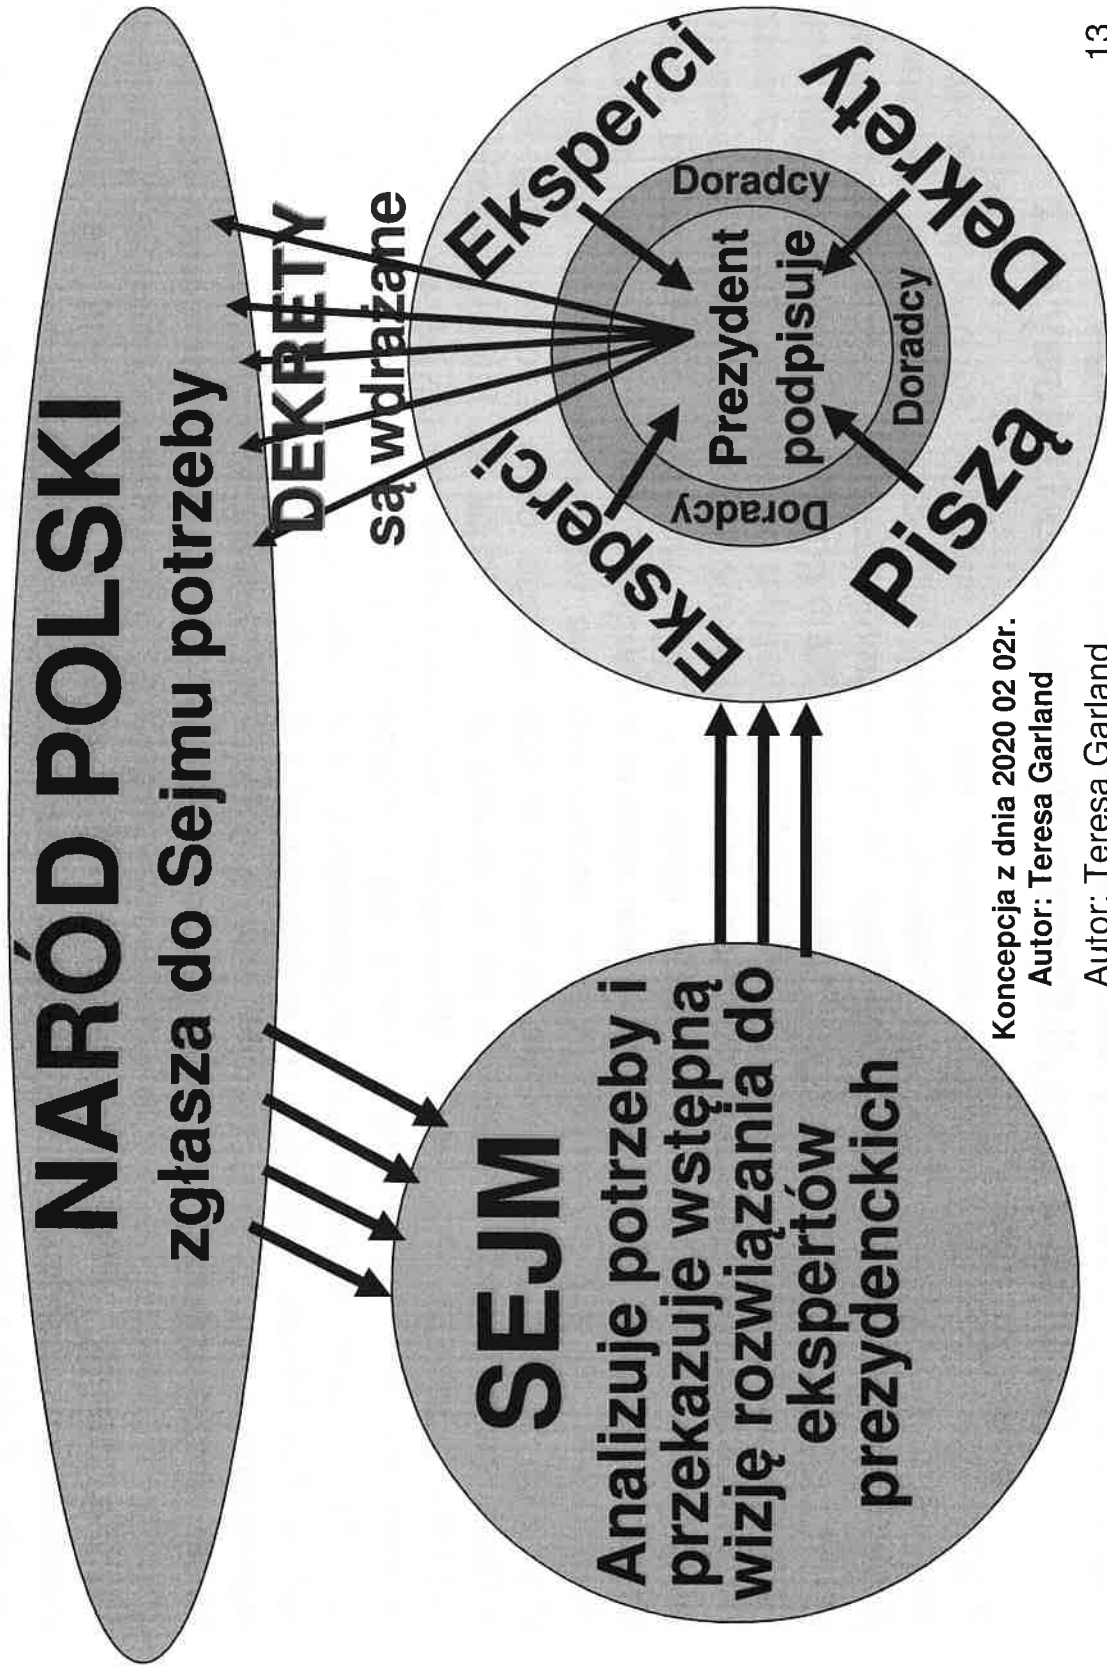 NARÓD POLSKI
zgłasza do Sejmu potrzeby
SEJM
Analizuje potrzeby i
przekazuje wstępną
wizję rozwiązania do
ekspertów
prezydenckich
DEKRETY
są wdrażane
Eksperci
Eksperci
Piszą
Dekrety
Doradcy
Doradcy
Doradcy
Prezydent
podpisuje
Koncepcja z dnia 2020 02 02r.
Autor: Teresa Garland
Autor: Teresa Garland
13